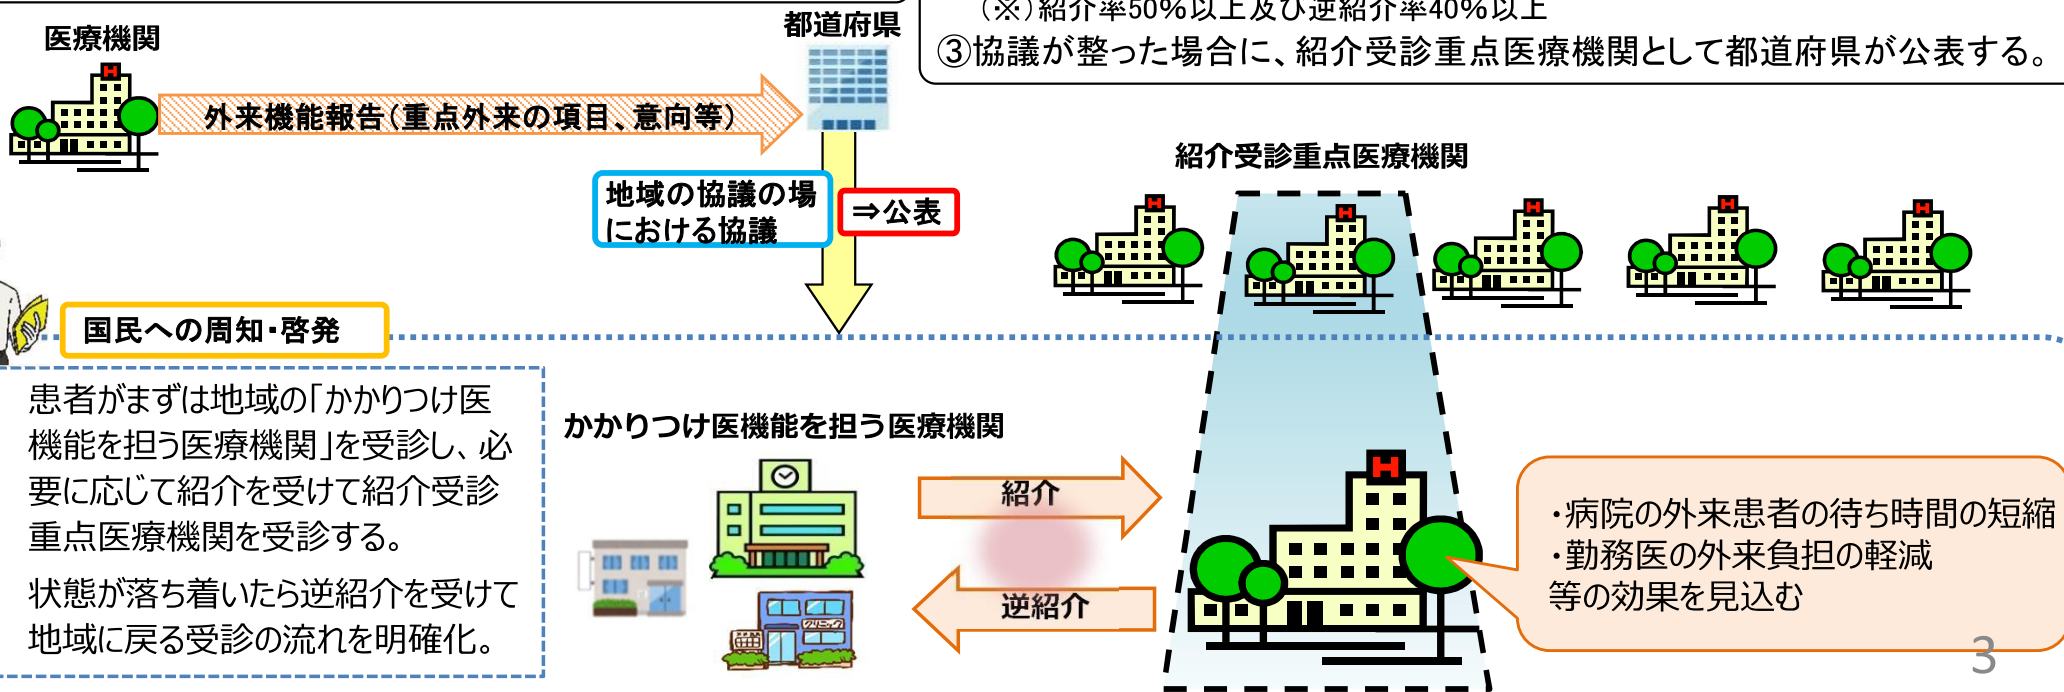 (※)紹介率50%以上及び逆紹介率40%以上
③協議が整った場合に、紹介受診重点医療機関として都道府県が公表する。
医療機関
都道府県
外来機能報告(重点外来の項目、意向等)
地域の協議の場
における協議
⇒公表
紹介受診重点医療機関
国民への周知・啓発
患者がまずは地域の「かかりつけ医
機能を担う医療機関」を受診し、必
要に応じて紹介を受けて紹介受診
重点医療機関を受診する。
状態が落ち着いたら逆紹介を受けて
地域に戻る受診の流れを明確化。
かかりつけ医機能を担う医療機関
クリニック
紹介
逆紹介
・病院の外来患者の待ち時間の短縮
・勤務医の外来負担の軽減
等の効果を見込む
3